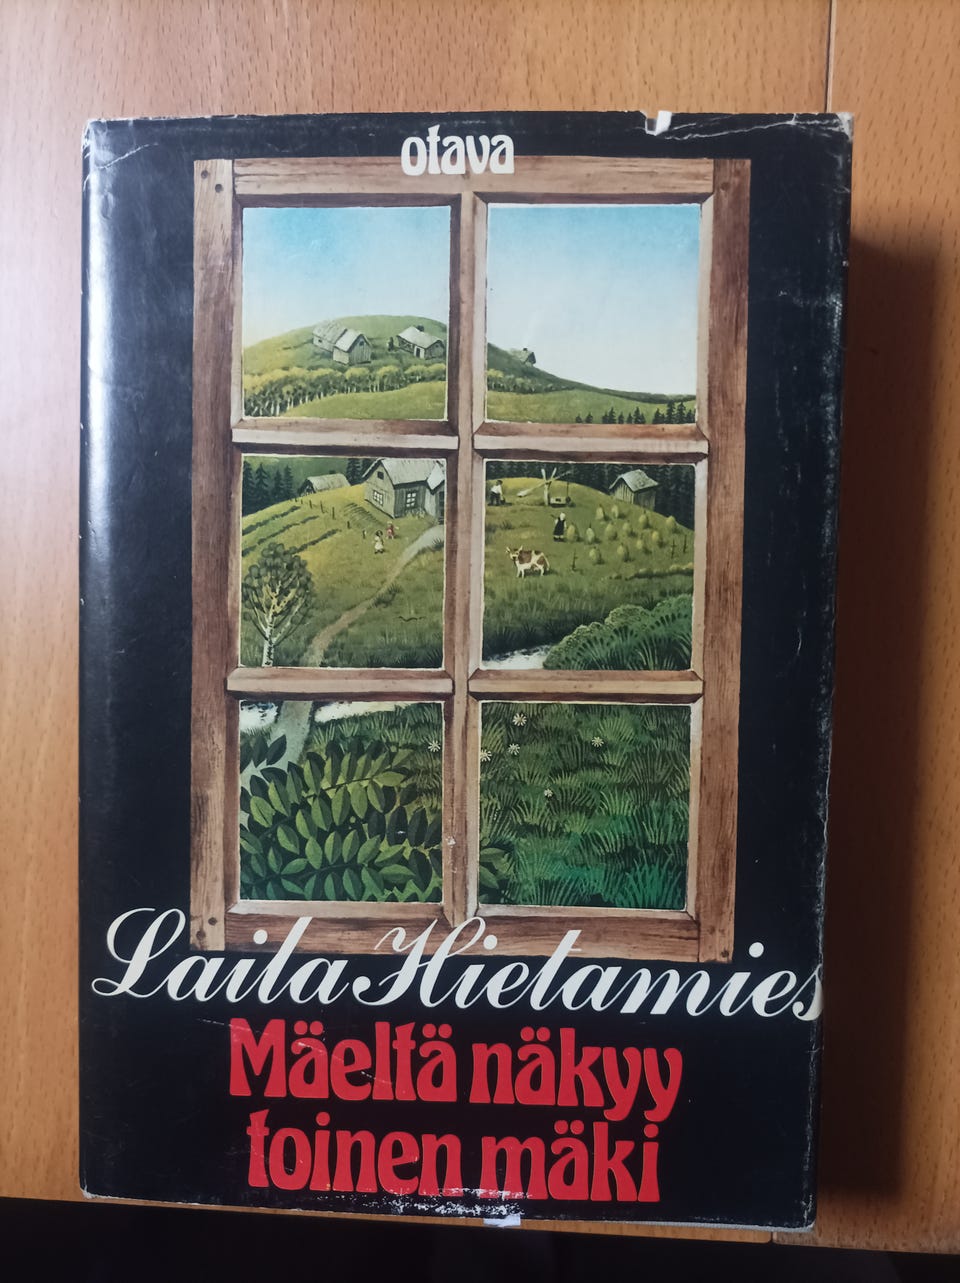 otava
Laila Hietamies
Mäeltä näkyy
toinen mäki